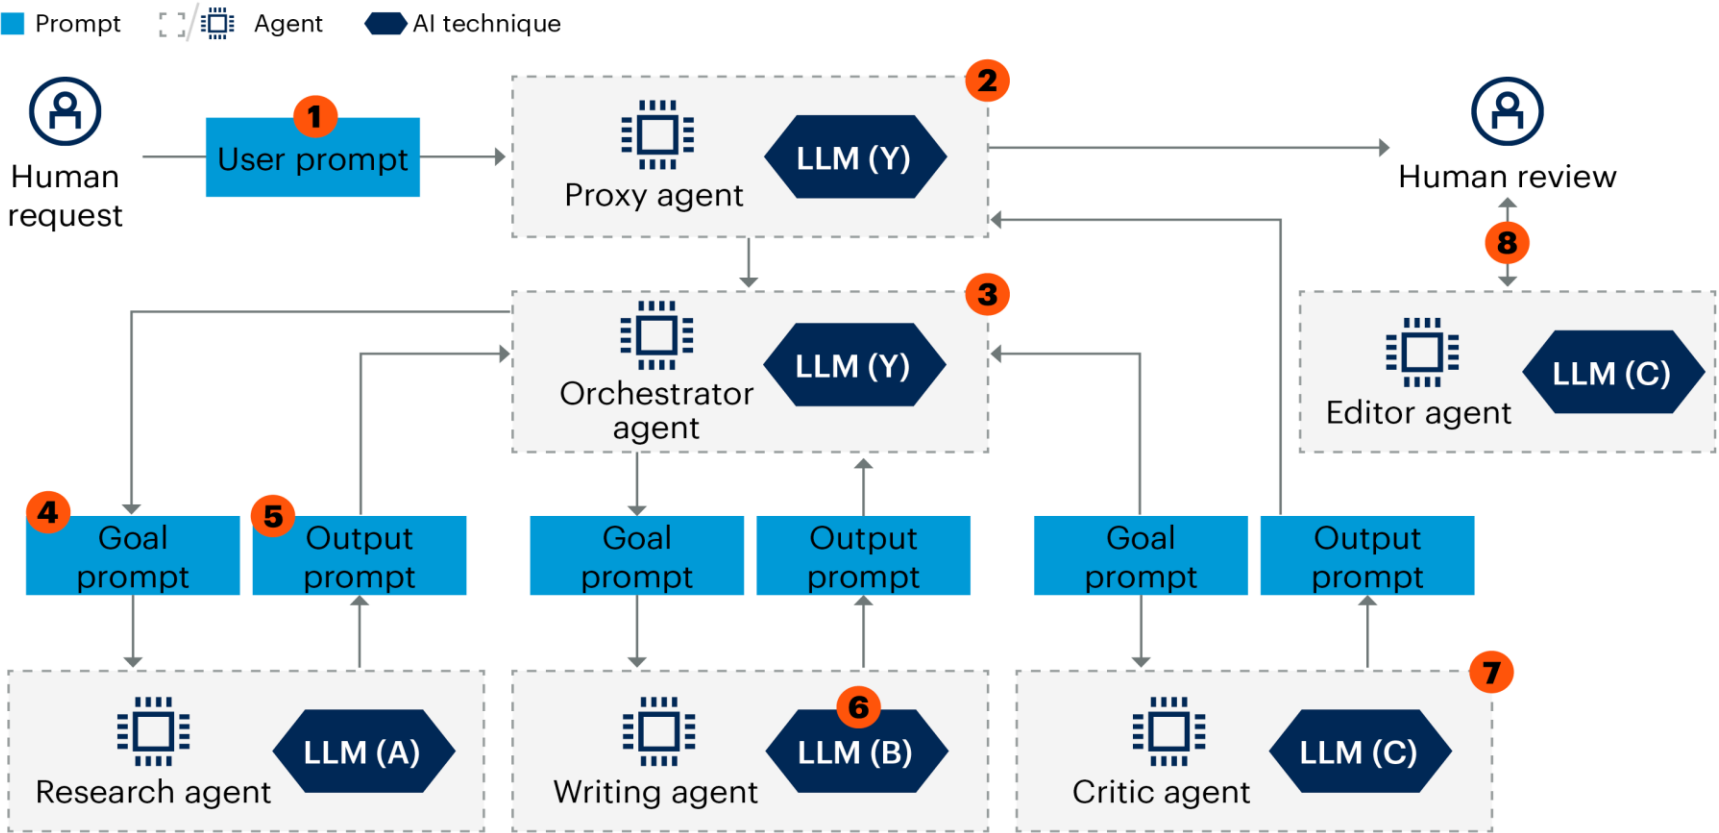 Prompt
Agent
AI technique
1
2
Human
request
User prompt
Proxy agent
LLM (Y)
Human review
8
3
Orchestrator
agent
LLM (Y)
Editor agent
LLM (C)
4
Goal
prompt
5
Output
prompt
Goal
prompt
Output
prompt
Goal
prompt
Output
prompt
Research agent
LLM (A)
6
Writing agent
LLM (B)
7
Critic agent
LLM (C)